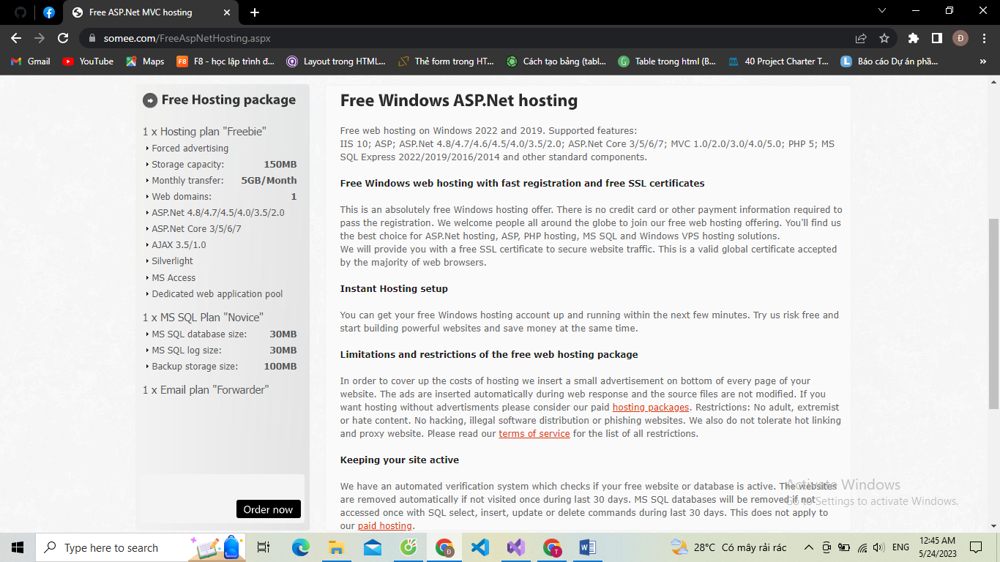 Free ASP.Net MVC hosting
somee.com/FreeAspNetHosting.aspx
Đ
Gmail
YouTube
Maps
F8
F8 - học lập trình đ...
Layout trong HTML...
Thẻ form trong HT...
Cách tạo bảng (tabl...
Table trong html (B...
40 Project Charter T...
L
Báo cáo Dự án phầ...
»
Free Hosting package
1 x Hosting plan "Freebie"
Forced advertising
Storage capacity: 150MB
Monthly transfer: 5GB/Month
Web domains: 1
ASP.Net 4.8/4.7/4.5/4.0/3.5/2.0
ASP.Net Core 3/5/6/7
AJAX 3.5/1.0
Silverlight
MS Access
Dedicated web application pool
1 x MS SQL Plan "Novice"
MS SQL database size: 30MB
MS SQL log size: 30MB
Backup storage size: 100MB
1 x Email plan "Forwarder"
Order now
Free Windows ASP.Net hosting
Free web hosting on Windows 2022 and 2019. Supported features:
IIS 10; ASP; ASP.Net 4.8/4.7/4.6/4.5/4.0/3.5/2.0; ASP.Net Core 3/5/6/7; MVC 1.0/2.0/3.0/4.0/5.0; PHP 5; MS
SQL Express 2022/2019/2016/2014 and other standard components.
Free Windows web hosting with fast registration and free SSL certificates
This is an absolutely free Windows hosting offer. There is no credit card or other payment information required to
pass the registration. We welcome people all around the globe to join our free web hosting offering. You'll find us
the best choice for ASP.Net hosting, ASP, PHP hosting, MS SQL and Windows VPS hosting solutions.
We will provide you with a free SSL certificate to secure website traffic. This is a valid global certificate accepted
by the majority of web browsers.
Instant Hosting setup
You can get your free Windows hosting account up and running within the next few minutes. Try us risk free and
start building powerful websites and save money at the same time.
Limitations and restrictions of the free web hosting package
In order to cover up the costs of hosting we insert a small advertisement on bottom of every page of your
website. The ads are inserted automatically during web response and the source files are not modified. If you
want hosting without advertisments please consider our paid hosting packages. Restrictions: No adult, extremist
or hate content. No hacking, illegal software distribution or phishing websites. We also do not tolerate hot linking
and proxy website. Please read our terms of service for the list of all restrictions.
Keeping your site active
We have an automated verification system which checks if your free website or database is active. The websites
are removed automatically if not visited once during last 30 days. MS SQL databases will be removed if not
accessed once with SQL select, insert, update or delete commands during last 30 days. This does not apply to
our paid hosting.
Activate Windows
Go to Settings to activate Windows.
Type here to search
Đ
T
28°C Có mây rải rác
ENG
12:45 AM
5/24/2023